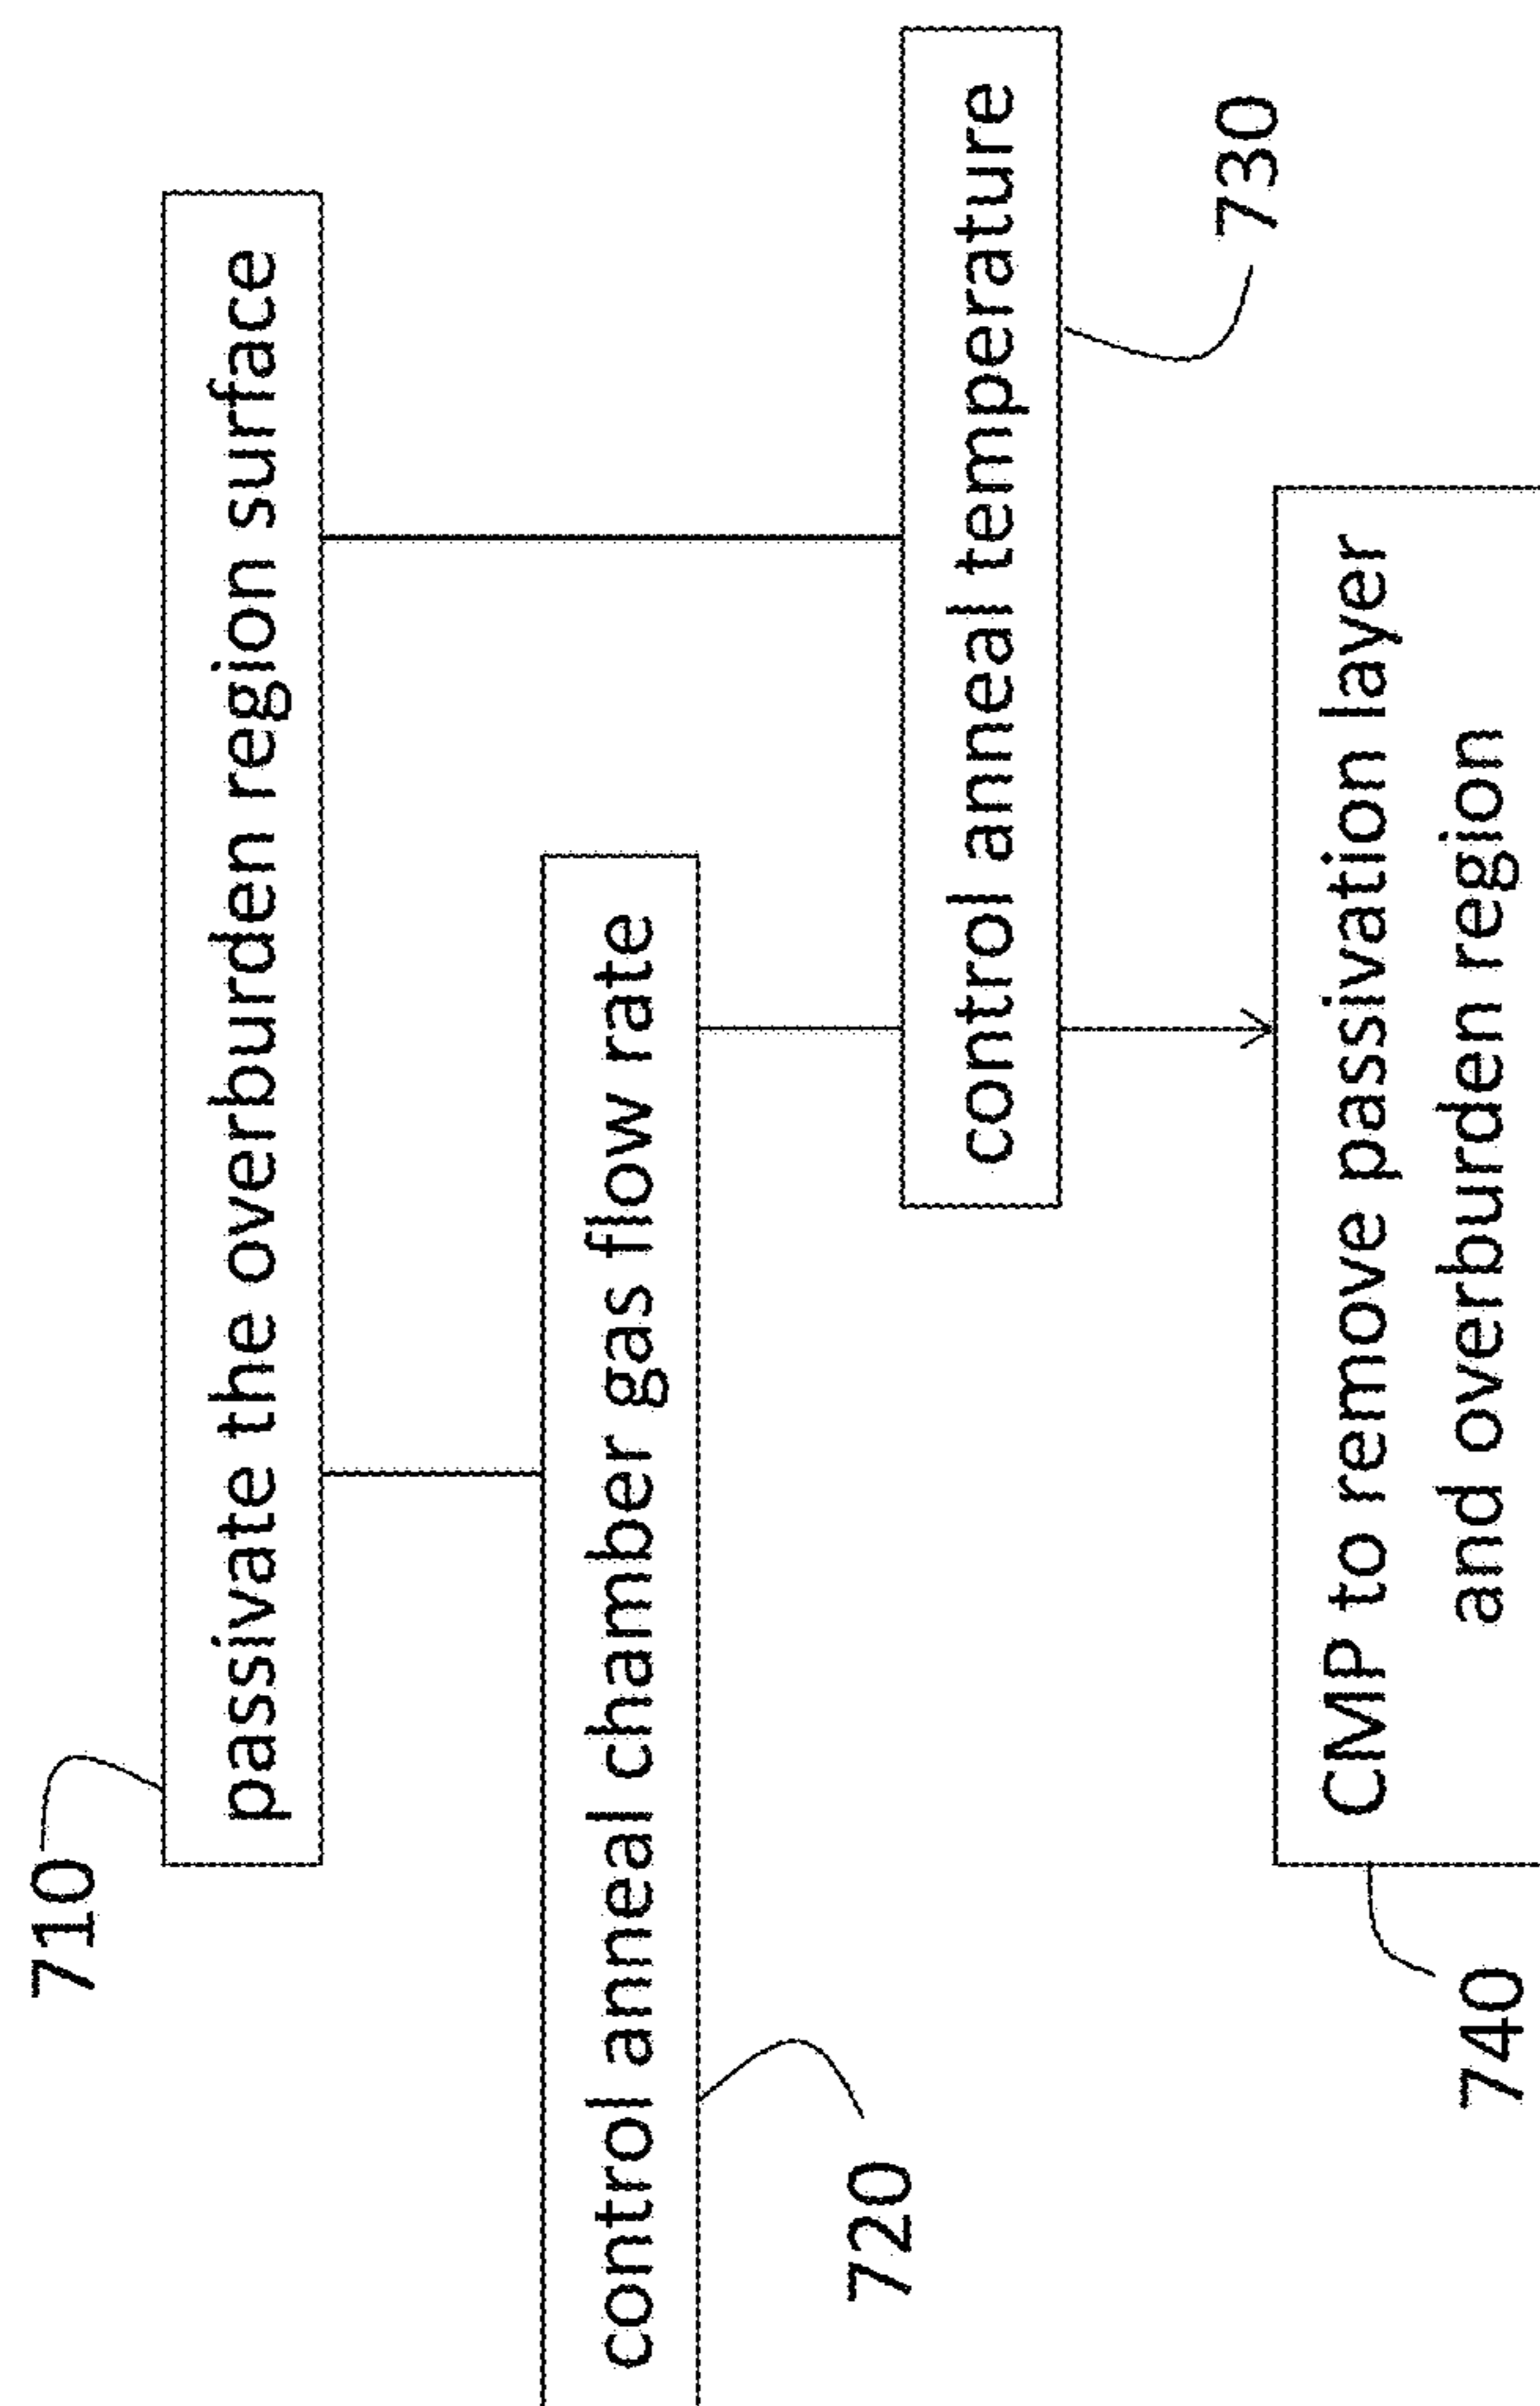 710
passivate the overburden region surface
control anneal chamber gas flow rate
720
control anneal temperature
730
CMP to remove passivation layer
and overburden region
740